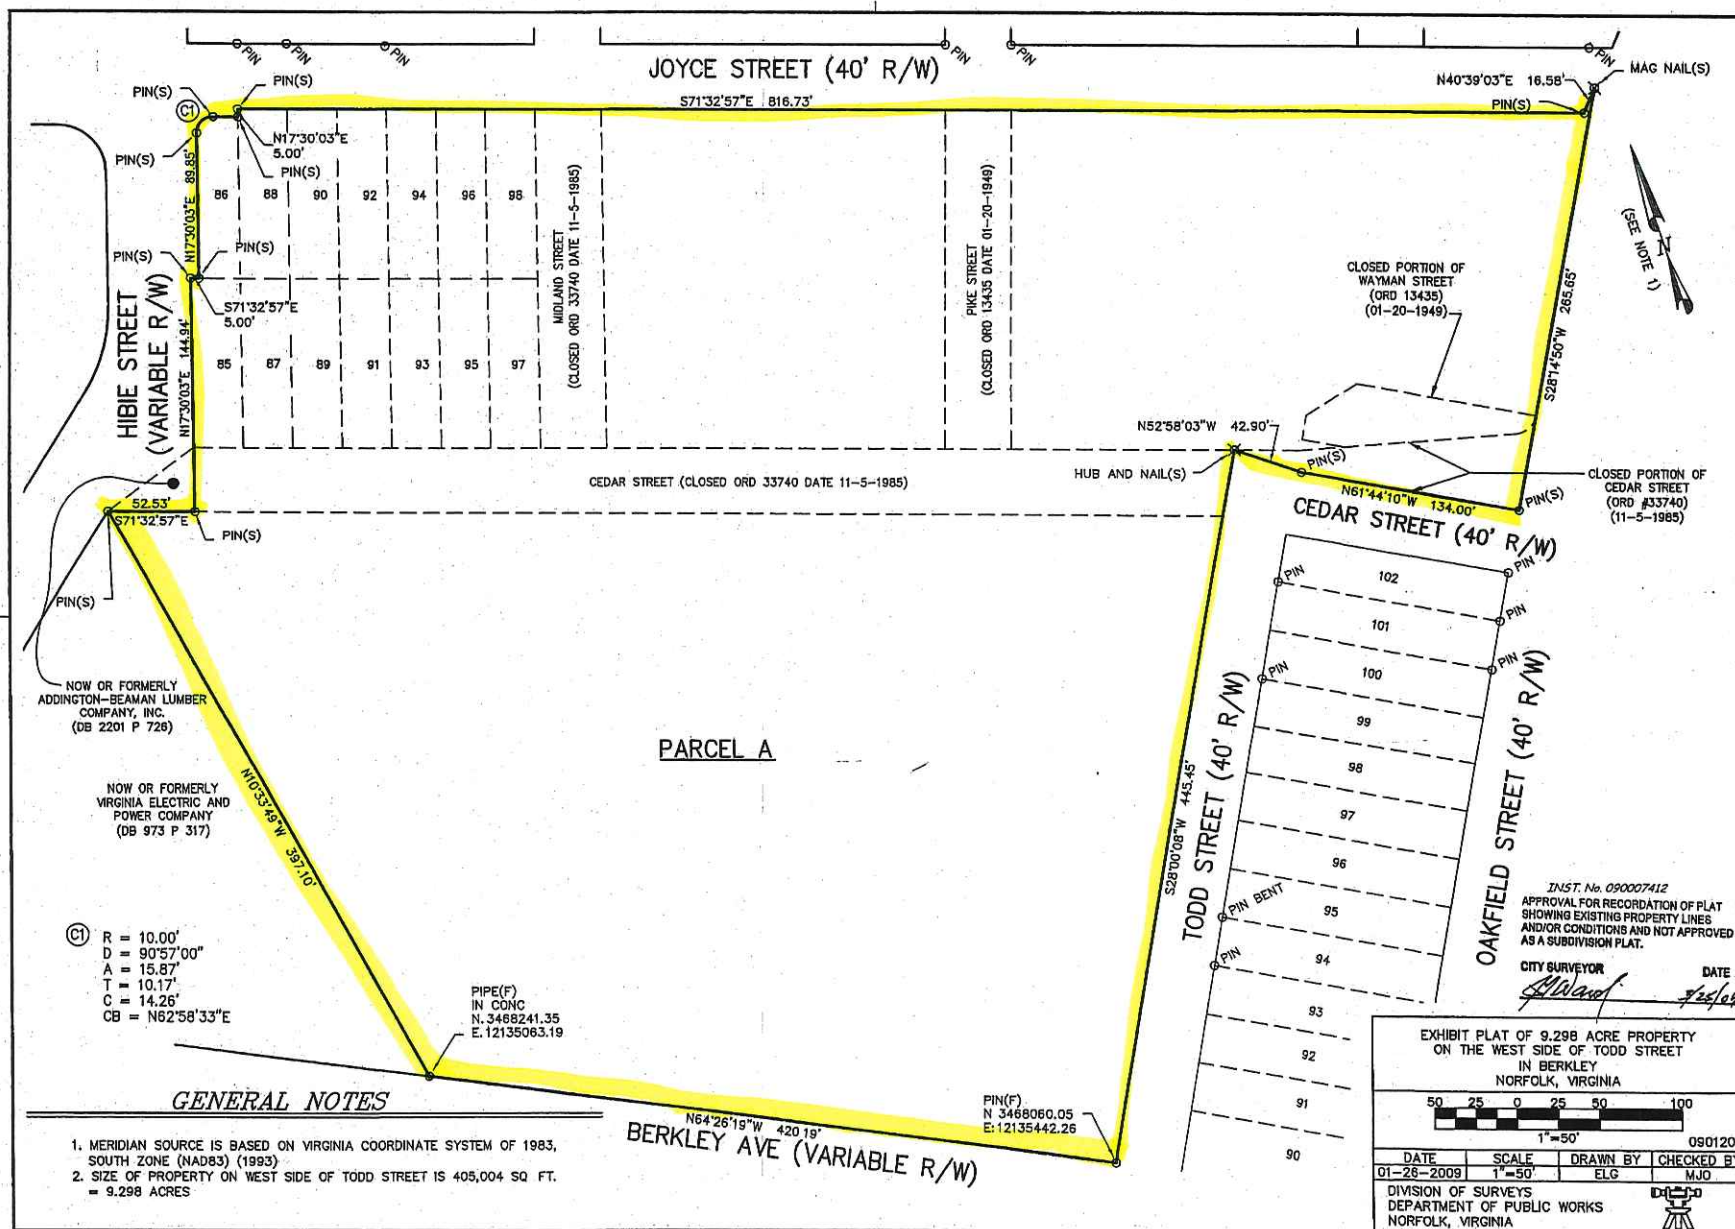 PIN
PIN
PIN
PIN
PIN
PIN
JOYCE STREET (40' R/W)
N40°39'03"E 16.58'
MAG NAIL(S)
PIN(S)
PIN(S)
C1
S71°32'57"E 816.73'
PIN(S)
N17°30'03"E
5.00'
PIN(S)
PIN(S)
N17°30'03"E 89.85'
86
88
90
92
94
96
98
MIDLAND STREET
(CLOSED ORD 33740 DATE 11-5-1985)
PIKE STREET
(CLOSED ORD 13435 DATE 01-20-1949)
N
(SEE NOTE 1)
PIN(S)
PIN(S)
S71°32'57"E
5.00'
HIBIE STREET
(VARIABLE R/W)
N17°30'03"E 144.94'
85
87
89
91
93
95
97
CLOSED PORTION OF
WAYMAN STREET
(ORD 13435)
(01-20-1949)
S28°14'50"W 265.65'
N52°58'03"W 42.90'
HUB AND NAIL(S)
PIN(S)
N61°44'10"W 134.00'
PIN(S)
CLOSED PORTION OF
CEDAR STREET
(ORD #33740)
(11-5-1985)
CEDAR STREET (CLOSED ORD 33740 DATE 11-5-1985)
CEDAR STREET (40' R/W)
52.53'
S71°32'57"E
PIN(S)
PIN(S)
NOW OR FORMERLY
ADDINGTON-BEAMAN LUMBER
COMPANY, INC.
(DB 2201 P 726)
NOW OR FORMERLY
VIRGINIA ELECTRIC AND
POWER COMPANY
(DB 973 P 317)
N10°33'49"W 397.10'
PARCEL A
S28°00'08"W 445.45'
TODD STREET (40' R/W)
OAKFIELD STREET (40' R/W)
PIN
PIN
PIN
PIN
PIN
PIN BENT
PIN
102
101
100
99
98
97
96
95
94
93
92
91
90
C1
R = 10.00'
D = 90°57'00"
A = 15.87'
T = 10.17'
C = 14.26'
CB = N62°58'33"E
PIPE(F)
IN CONC
N. 3468241.35
E. 12135063.19
PIN(F)
N 3468060.05
E: 12135442.26
N64°26'19"W 420.19'
BERKLEY AVE (VARIABLE R/W)
GENERAL NOTES
1. MERIDIAN SOURCE IS BASED ON VIRGINIA COORDINATE SYSTEM OF 1983,
SOUTH ZONE (NAD83) (1993)
2. SIZE OF PROPERTY ON WEST SIDE OF TODD STREET IS 405,004 SQ FT.
= 9.298 ACRES
INST. No. 090007412
APPROVAL FOR RECORDATION OF PLAT
SHOWING EXISTING PROPERTY LINES
AND/OR CONDITIONS AND NOT APPROVED
AS A SUBDIVISION PLAT.
CITY SURVEYOR DATE
EXHIBIT PLAT OF 9.298 ACRE PROPERTY
ON THE WEST SIDE OF TODD STREET
IN BERKLEY
NORFOLK, VIRGINIA
50 25 0 25 50 100
1"=50'
090120
DATE SCALE DRAWN BY CHECKED BY
01-26-2009 1"=50' ELG MJO
DIVISION OF SURVEYS
DEPARTMENT OF PUBLIC WORKS
NORFOLK, VIRGINIA